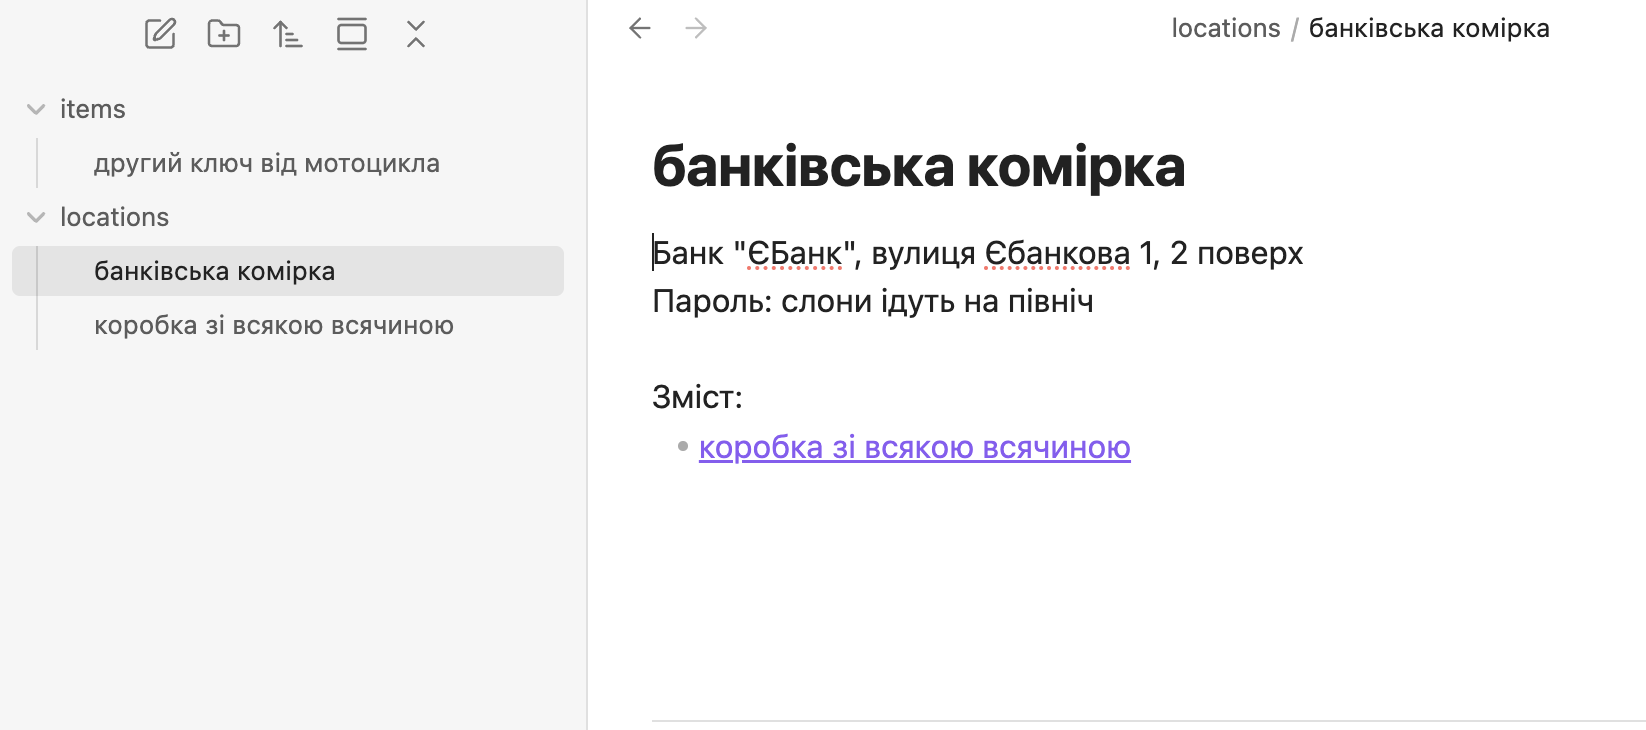 items
другий ключ від мотоцикла
locations
банківська комірка
коробка зі всякою всячиною
locations / банківська комірка
банківська комірка
Банк "ЄБанк", вулиця Єбанкова 1, 2 поверх
Пароль: слони ідуть на північ
Зміст:
• коробка зі всякою всячиною